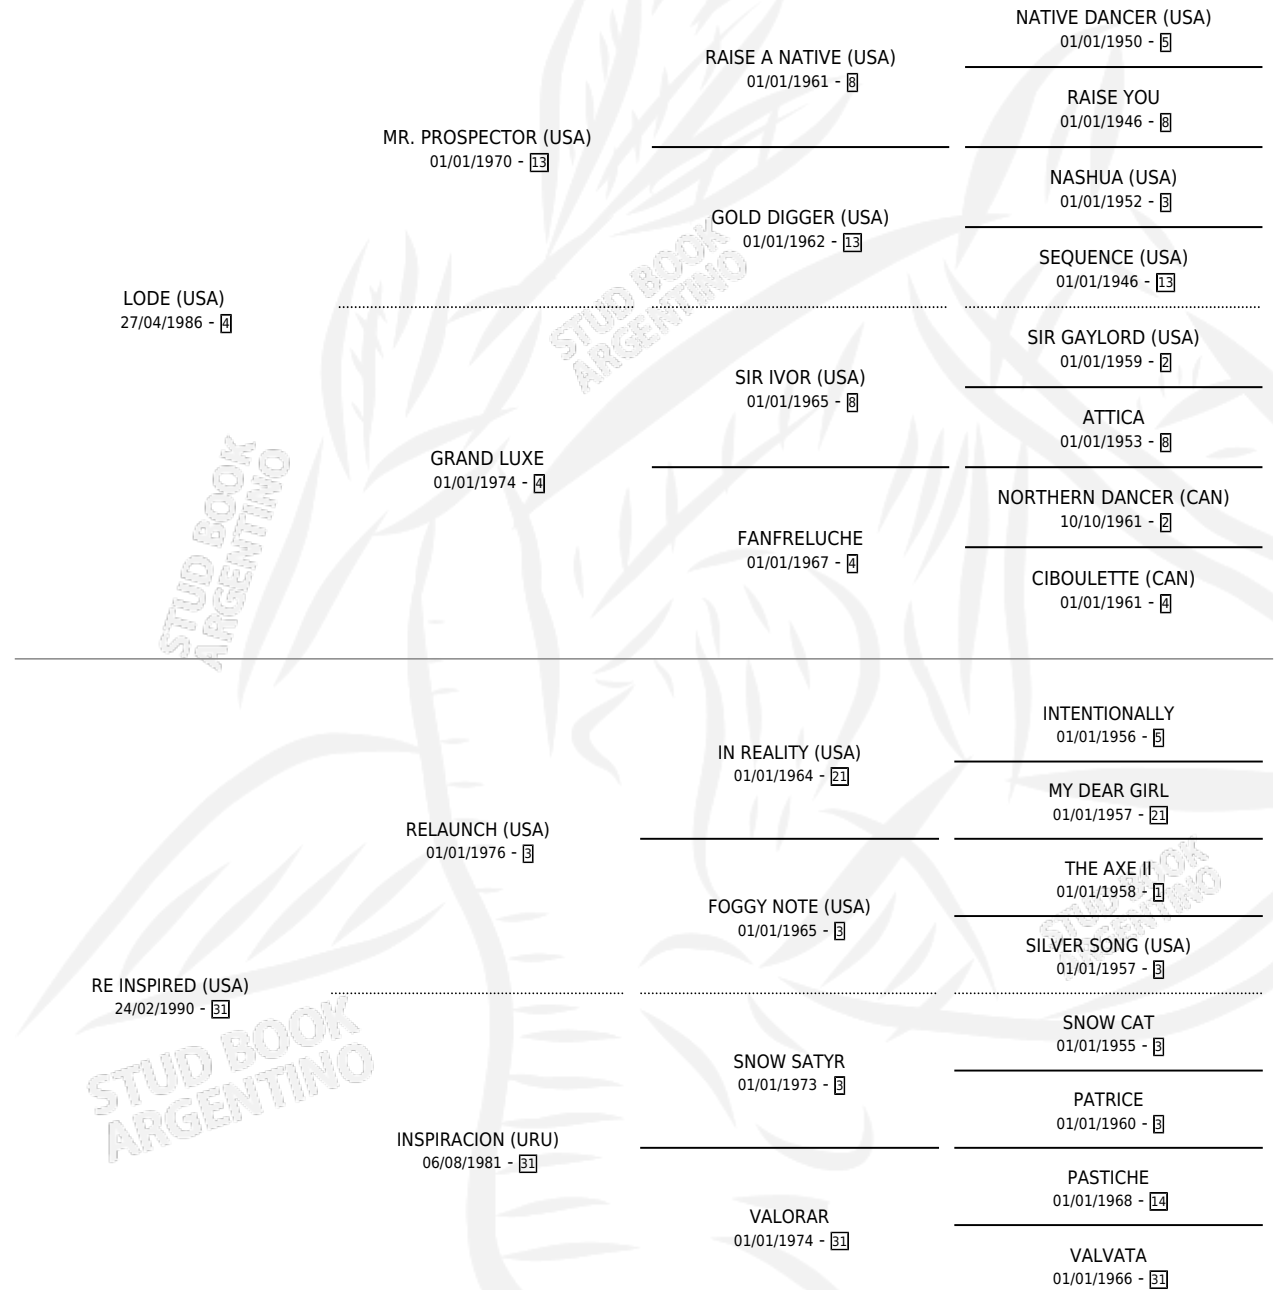 NATIVE DANCER (USA)
01/01/1950 - 5
RAISE A NATIVE (USA)
01/01/1961 - 8
RAISE YOU
01/01/1946 - 8
MR. PROSPECTOR (USA)
01/01/1970 - 13
NASHUA (USA)
01/01/1952 - 3
GOLD DIGGER (USA)
01/01/1962 - 13
SEQUENCE (USA)
01/01/1946 - 13
LODE (USA)
27/04/1986 - 4
SIR GAYLORD (USA)
01/01/1959 - 2
SIR IVOR (USA)
01/01/1965 - 8
ATTICA
01/01/1953 - 8
GRAND LUXE
01/01/1974 - 4
NORTHERN DANCER (CAN)
10/10/1961 - 2
FANFRELUCHE
01/01/1967 - 4
CIBOULETTE (CAN)
01/01/1961 - 4
INTENTIONALLY
01/01/1956 - 5
IN REALITY (USA)
01/01/1964 - 21
MY DEAR GIRL
01/01/1957 - 21
RELAUNCH (USA)
01/01/1976 - 3
THE AXE II
01/01/1958 - 1
FOGGY NOTE (USA)
01/01/1965 - 3
SILVER SONG (USA)
01/01/1957 - 3
RE INSPIRED (USA)
24/02/1990 - 31
SNOW CAT
01/01/1955 - 3
SNOW SATYR
01/01/1973 - 3
PATRICE
01/01/1960 - 3
INSPIRACION (URU)
06/08/1981 - 31
PASTICHE
01/01/1968 - 14
VALORAR
01/01/1974 - 31
VALVATA
01/01/1966 - 31
STUD BOOK
ARGENTINO
STUD BOOK
ARGENTINO
STUD BOOK
ARGENTINO
STUD BOOK
ARGENTINO